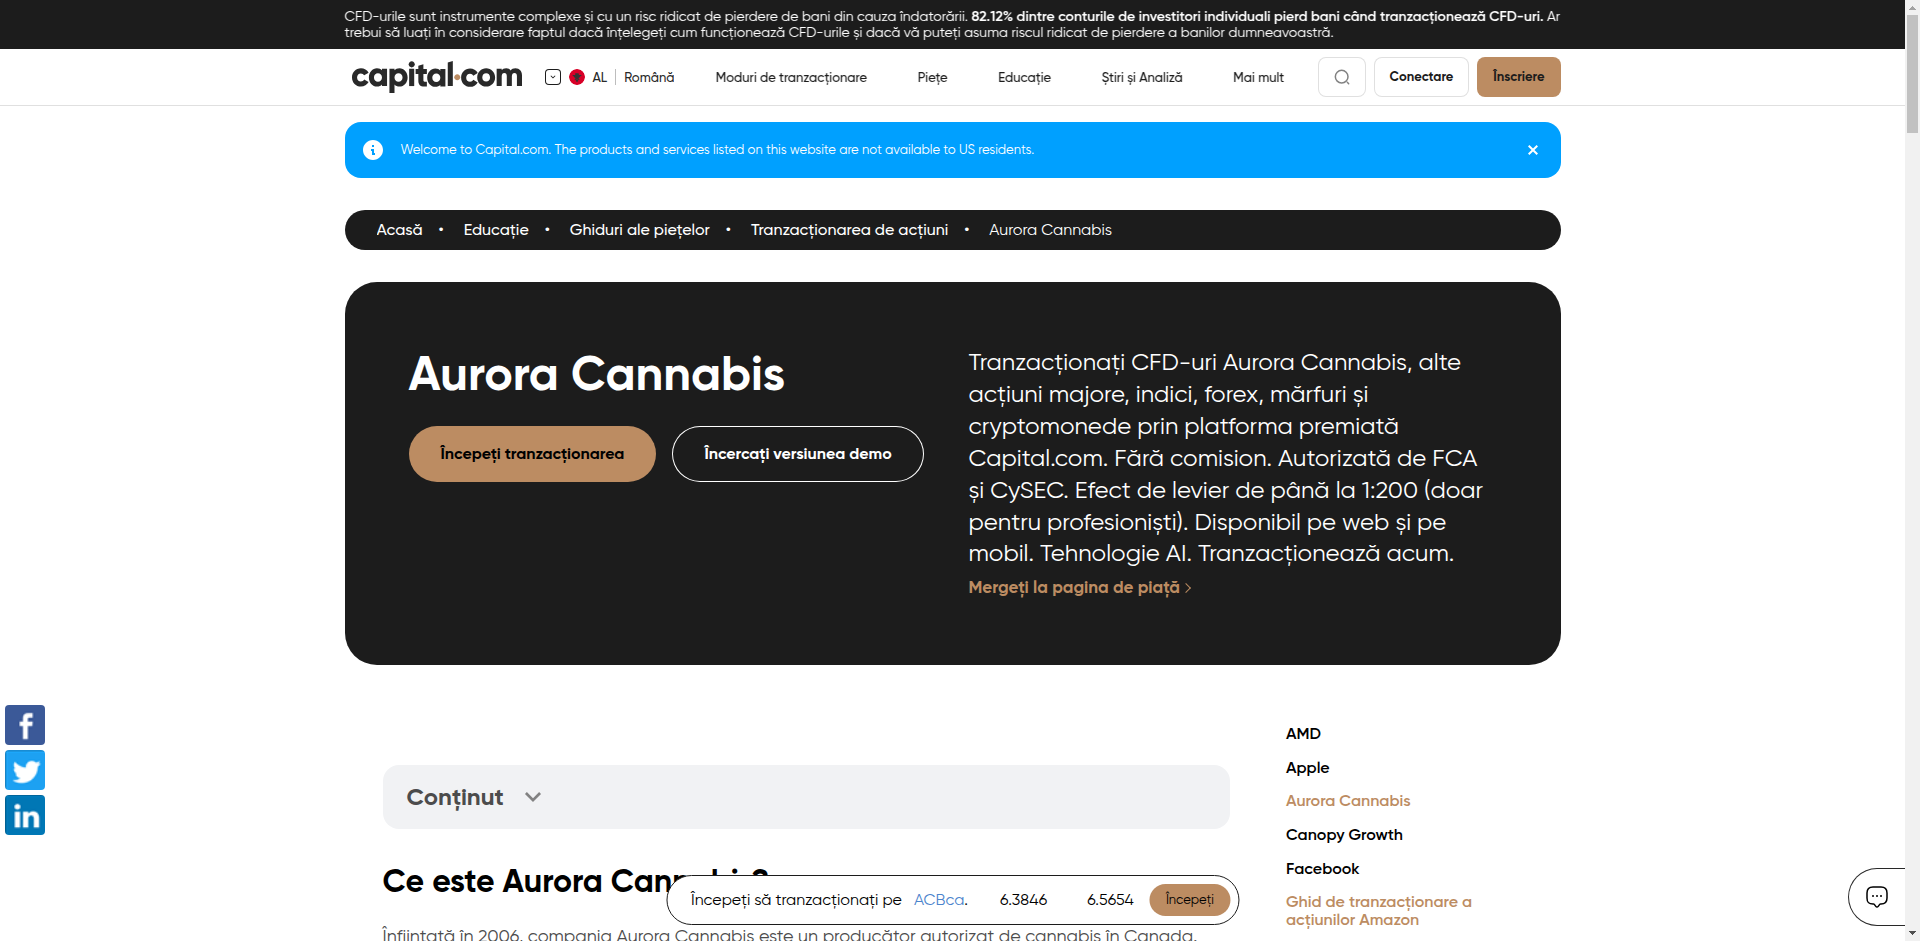 CFD-urile sunt instrumente complexe și cu un risc ridicat de pierdere de bani din cauza îndatorării. 82.12% dintre conturile de investitori individuali pierd bani când tranzacționează CFD-uri. Ar
trebui să luați în considerare faptul dacă înțelegeți cum funcționează CFD-urile și dacă vă puteți asuma riscul ridicat de pierdere a banilor dumneavoastră.
capital.com AL Română Moduri de tranzacționare Piețe Educație Știri și Analiză Mai mult Conectare Înscriere
Welcome to Capital.com. The products and services listed on this website are not available to US residents.
Acasă • Educație • Ghiduri ale piețelor • Tranzacționarea de acțiuni • Aurora Cannabis
Aurora Cannabis
Începeți tranzacționarea Încercați versiunea demo
Tranzacționați CFD-uri Aurora Cannabis, alte
acțiuni majore, indici, forex, mărfuri și
cryptomonede prin platforma premiată
Capital.com. Fără comision. Autorizată de FCA
și CySEC. Efect de levier de până la 1:200 (doar
pentru profesioniști). Disponibil pe web și pe
mobil. Tehnologie AI. Tranzacționează acum.
Mergeți la pagina de piață
Conținut
Ce este Aurora Cannabis?
Înființată în 2006, compania Aurora Cannabis este un producător autorizat de cannabis în Canada.
AMD
Apple
Aurora Cannabis
Canopy Growth
Facebook
Ghid de tranzacționare a
acțiunilor Amazon
Începeți să tranzacționați pe ACBca. 6.3846 6.5654 Începeți